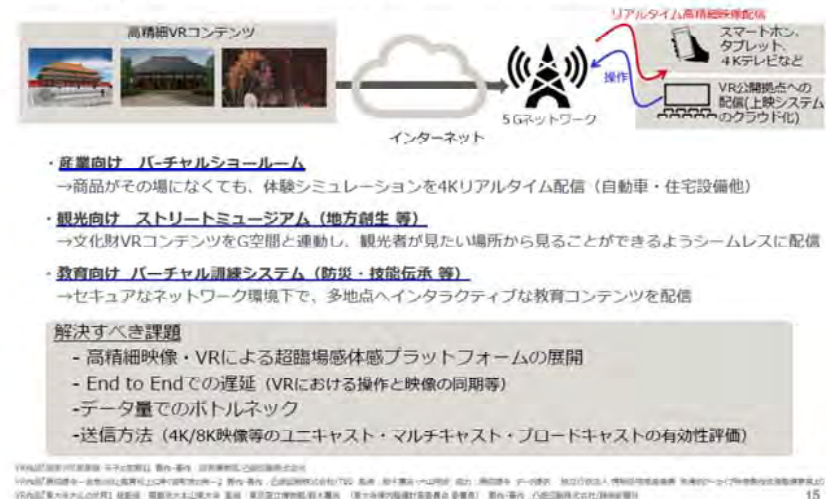 リアルタイム高精細映像配信
高精細VRコンテンツ
スマートホン、
タブレット、
4Kテレビなど
操作
VR公開拠点への
配信(上映システム
のクラウド化)
5Gネットワーク
インターネット
・産業向け バーチャルショールーム
→商品がその場になくても、体験シミュレーションを4Kリアルタイム配信（自動車・住宅設備他）
・観光向け ストリートミュージアム（地方創生 等）
→文化財VRコンテンツをG空間と連動し、観光者が見たい場所から見ることができるようシームレスに配信
・教育向け バーチャル訓練システム（防災・技能伝承 等）
→セキュアなネットワーク環境下で、多地点へインタラクティブな教育コンテンツを配信
解決すべき課題
- 高精細映像・VRによる超臨場感体感プラットフォームの展開
- End to Endでの遅延（VRにおける操作と映像の同期等）
-データ量でのボトルネック
-送信方法（4K/8K映像等のユニキャスト・マルチキャスト・ブロードキャストの有効性評価）
15